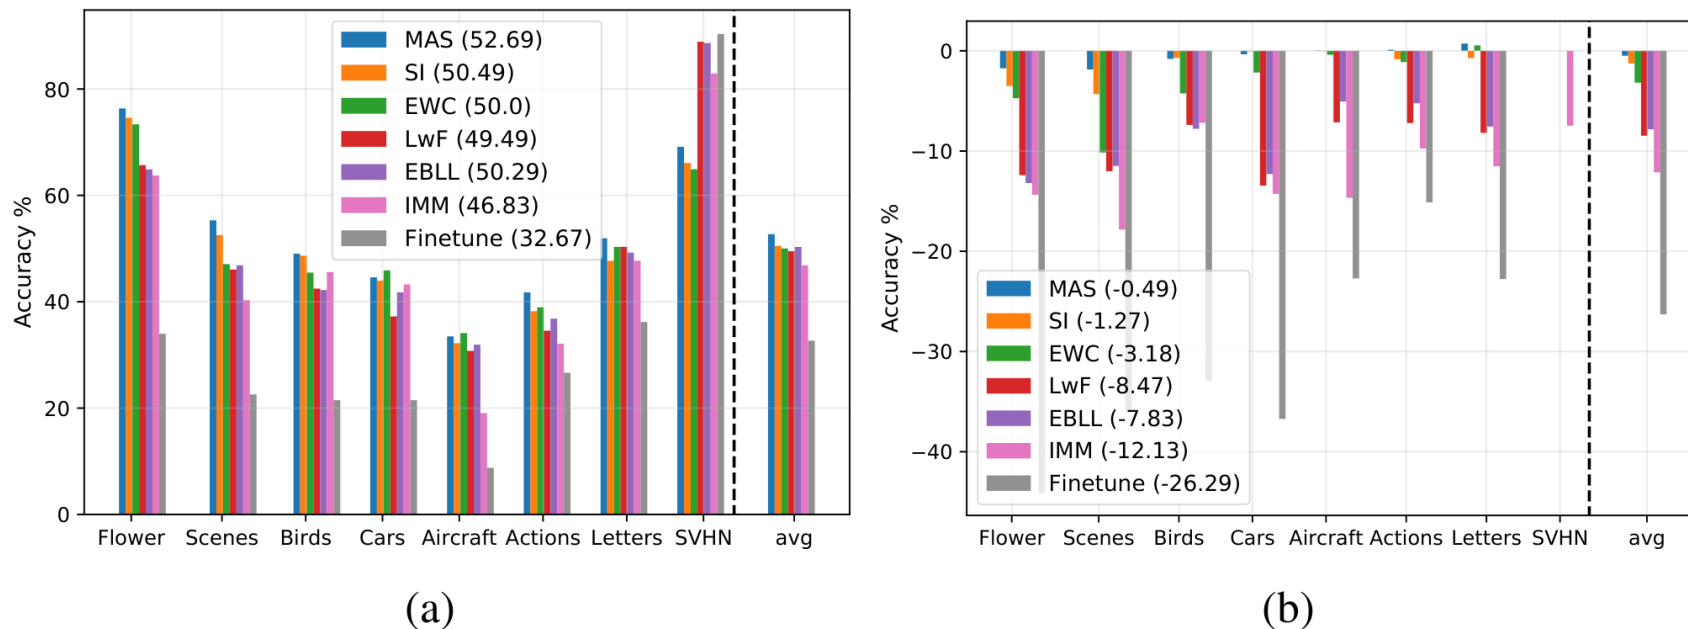 MAS (52.69)
SI (50.49)
EWC (50.0)
LwF (49.49)
EBLL (50.29)
IMM (46.83)
Finetune (32.67)
Accuracy %
80
60
40
20
0
Flower Scenes Birds Cars Aircraft Actions Letters SVHN avg
(a)
0
−10
−20
−30
−40
Accuracy %
MAS (-0.49)
SI (-1.27)
EWC (-3.18)
LwF (-8.47)
EBLL (-7.83)
IMM (-12.13)
Finetune (-26.29)
Flower Scenes Birds Cars Aircraft Actions Letters SVHN avg
(b)